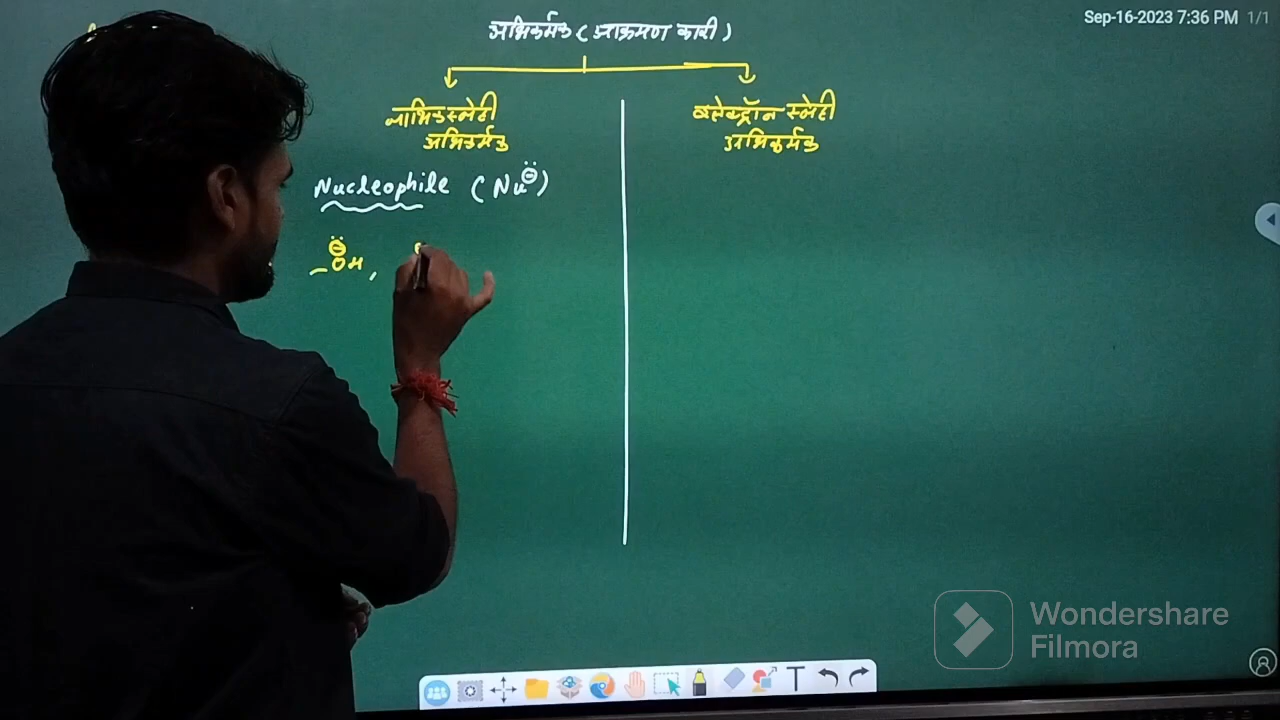 Sep-16-2023 7:36 PM 1/1
अभिकर्मक ( आक्रमण कारी )
नाभिकस्नेही
अभिकर्मक
इलेक्ट्रॉन स्नेही
अभिकर्मक
Nucleophile ( Nu⊖ )
⊖
OH ,
Wondershare
Filmora
T